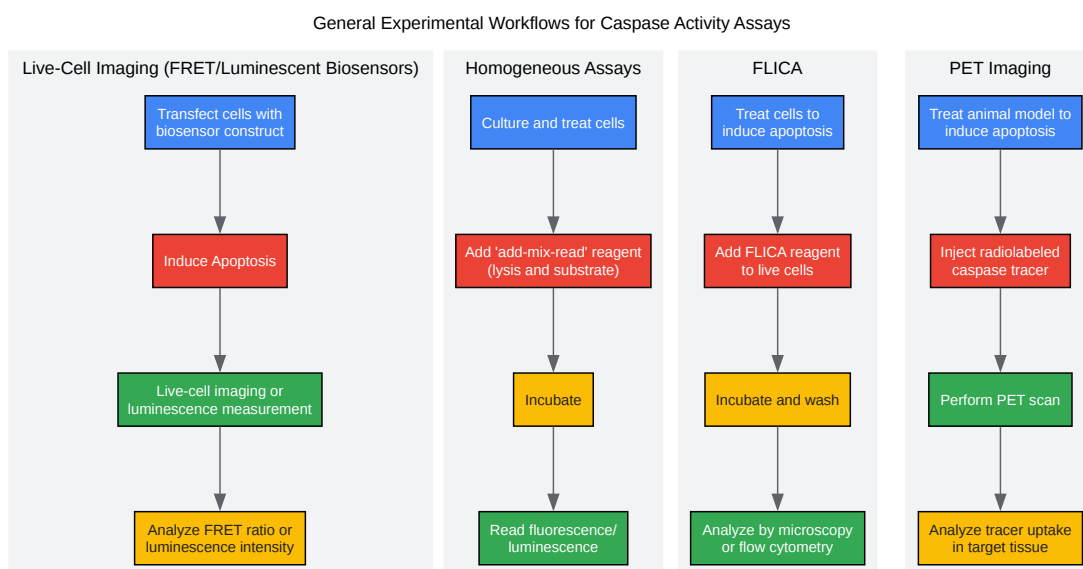 General Experimental Workflows for Caspase Activity Assays
Live-Cell Imaging (FRET/Luminescent Biosensors)
Transfect cells with
biosensor construct
Induce Apoptosis
Live-cell imaging or
luminescence measurement
Analyze FRET ratio or
luminescence intensity
Homogeneous Assays
Culture and treat cells
Add 'add-mix-read' reagent
(lysis and substrate)
Incubate
Read fluorescence/
luminescence
FLICA
Treat cells to
induce apoptosis
Add FLICA reagent
to live cells
Incubate and wash
Analyze by microscopy
or flow cytometry
PET Imaging
Treat animal model to
induce apoptosis
Inject radiolabeled
caspase tracer
Perform PET scan
Analyze tracer uptake
in target tissue